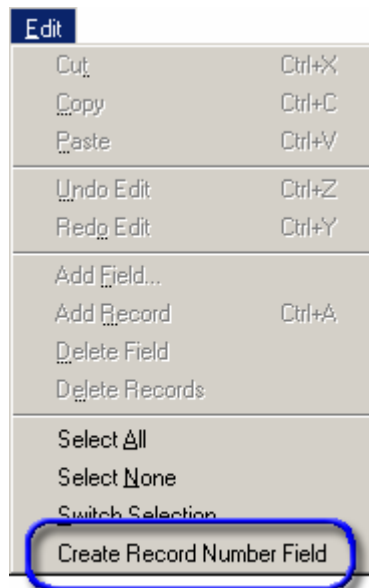 Edit
Cut Ctrl+X
Copy Ctrl+C
Paste Ctrl+V
Undo Edit Ctrl+Z
Redo Edit Ctrl+Y
Add Field...
Add Record Ctrl+A
Delete Field
Delete Records
Select All
Select None
Switch Selection
Create Record Number Field